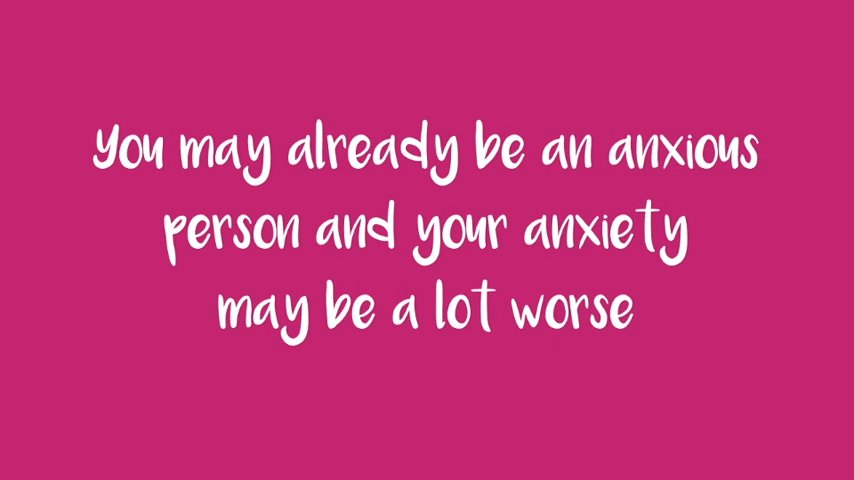 You may already be an anxious
person and your anxiety
may be a lot worse